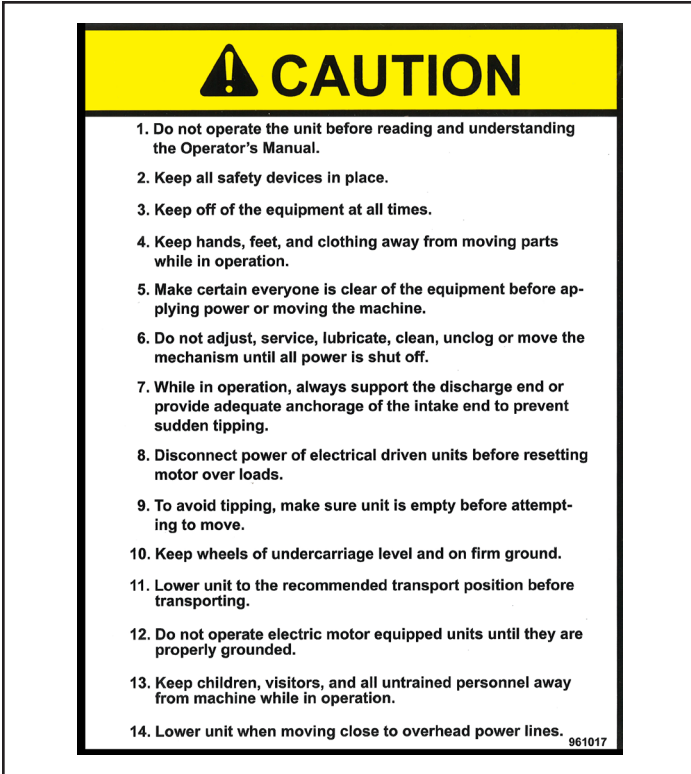 CAUTION
1. Do not operate the unit before reading and understanding
the Operator's Manual.
2. Keep all safety devices in place.
3. Keep off of the equipment at all times.
4. Keep hands, feet, and clothing away from moving parts
while in operation.
5. Make certain everyone is clear of the equipment before ap-
plying power or moving the machine.
6. Do not adjust, service, lubricate, clean, unclog or move the
mechanism until all power is shut off.
7. While in operation, always support the discharge end or
provide adequate anchorage of the intake end to prevent
sudden tipping.
8. Disconnect power of electrical driven units before resetting
motor over loads.
9. To avoid tipping, make sure unit is empty before attempt-
ing to move.
10. Keep wheels of undercarriage level and on firm ground.
11. Lower unit to the recommended transport position before
transporting.
12. Do not operate electric motor equipped units until they are
properly grounded.
13. Keep children, visitors, and all untrained personnel away
from machine while in operation.
14. Lower unit when moving close to overhead power lines.
961017